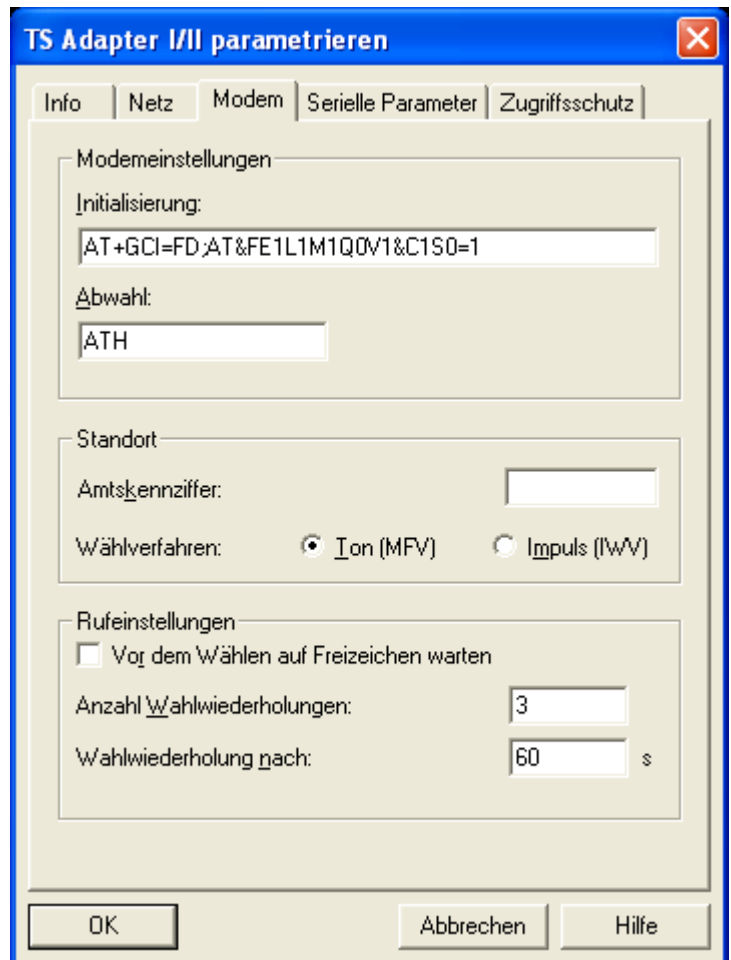 TS Adapter I/II parametrieren
Info Netz Modem Serielle Parameter Zugriffsschutz
Modemeinstellungen
Initialisierung:
AT+GCI=FD;AT&FE1L1M1Q0V1&C1S0=1
Abwahl:
ATH
Standort
Amtskennziffer:
Wählverfahren: Ton (MFV) Impuls (IWV)
Rufeinstellungen
Vor dem Wählen auf Freizeichen warten
Anzahl Wahlwiederholungen: 3
Wahlwiederholung nach: 60 s
OK Abbrechen Hilfe